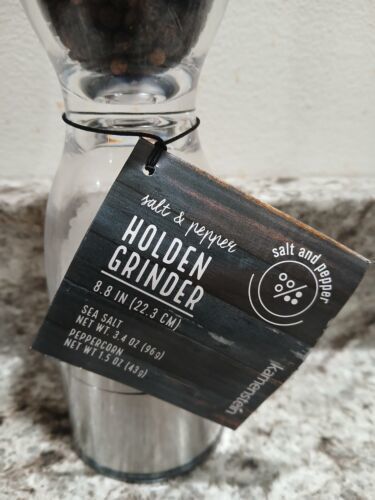 salt & pepper
HOLDEN
GRINDER
8.8 IN (22.3 CM)
SEA SALT
NET WT. 3.4 OZ (96g)
PEPPERCORN
NET WT 1.5 OZ (43g)
salt and pepper
kamenstein